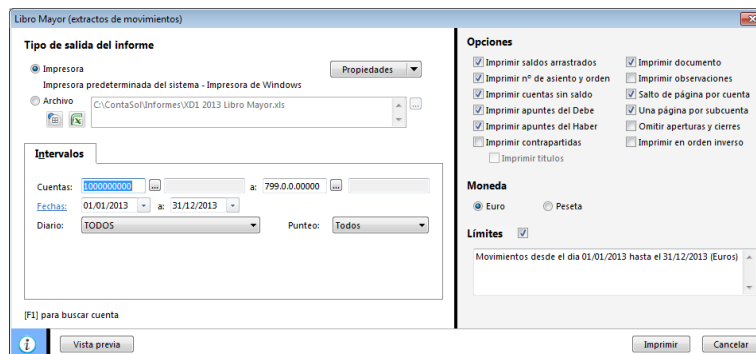 Libro Mayor (extractos de movimientos)
Tipo de salida del informe
Impresora
Propiedades
Impresora predeterminada del sistema - Impresora de Windows
Archivo
C:\ContaSol\Informes\XD1 2013 Libro Mayor.xls
...
Intervalos
Cuentas: 1000000000 ... a: 799.0.0.00000 ...
Fechas: 01/01/2013 a: 31/12/2013
Diario: TODOS Punteo: Todos
[F1] para buscar cuenta
Opciones
Imprimir saldos arrastrados Imprimir documento
Imprimir nº de asiento y orden Imprimir observaciones
Imprimir cuentas sin saldo Salto de página por cuenta
Imprimir apuntes del Debe Una página por subcuenta
Imprimir apuntes del Haber Omitir aperturas y cierres
Imprimir contrapartidas Imprimir en orden inverso
Imprimir titulos
Moneda
Euro Peseta
Límites
Movimientos desde el dia 01/01/2013 hasta el 31/12/2013 (Euros)
i Vista previa Imprimir Cancelar